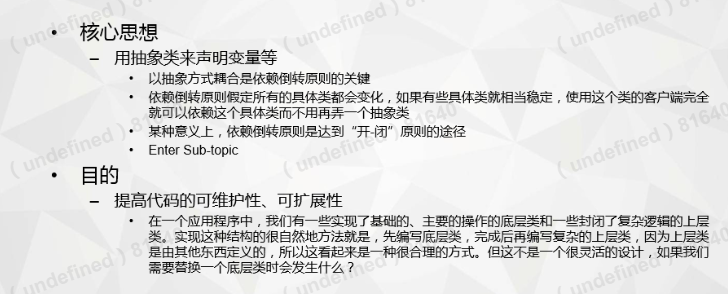 (undefined) 81640
(undefined) 81640
• 核心思想
– 用抽象类来声明变量等
• 以抽象方式耦合是依赖倒转原则的关键
• 依赖倒转原则假定所有的具体类都会变化，如果有些具体类就相当稳定，使用这个类的客户端完全
就可以依赖这个具体类而不用再弄一个抽象类
• 某种意义上，依赖倒转原则是达到“开-闭”原则的途径
• Enter Sub-topic
(undefined) 81640
(undefined) 81640
• 目的
– 提高代码的可维护性、可扩展性
• 在一个应用程序中，我们有一些实现了基础的、主要的操作的底层类和一些封闭了复杂逻辑的上层
类。实现这种结构的很自然地方法就是，先编写底层类，完成后再编写复杂的上层类，因为上层类
是由其他东西定义的，所以这看起来是一种很合理的方式。但这不是一个很灵活的设计，如果我们
需要替换一个底层类时会发生什么？
(undefined)
(undefined)